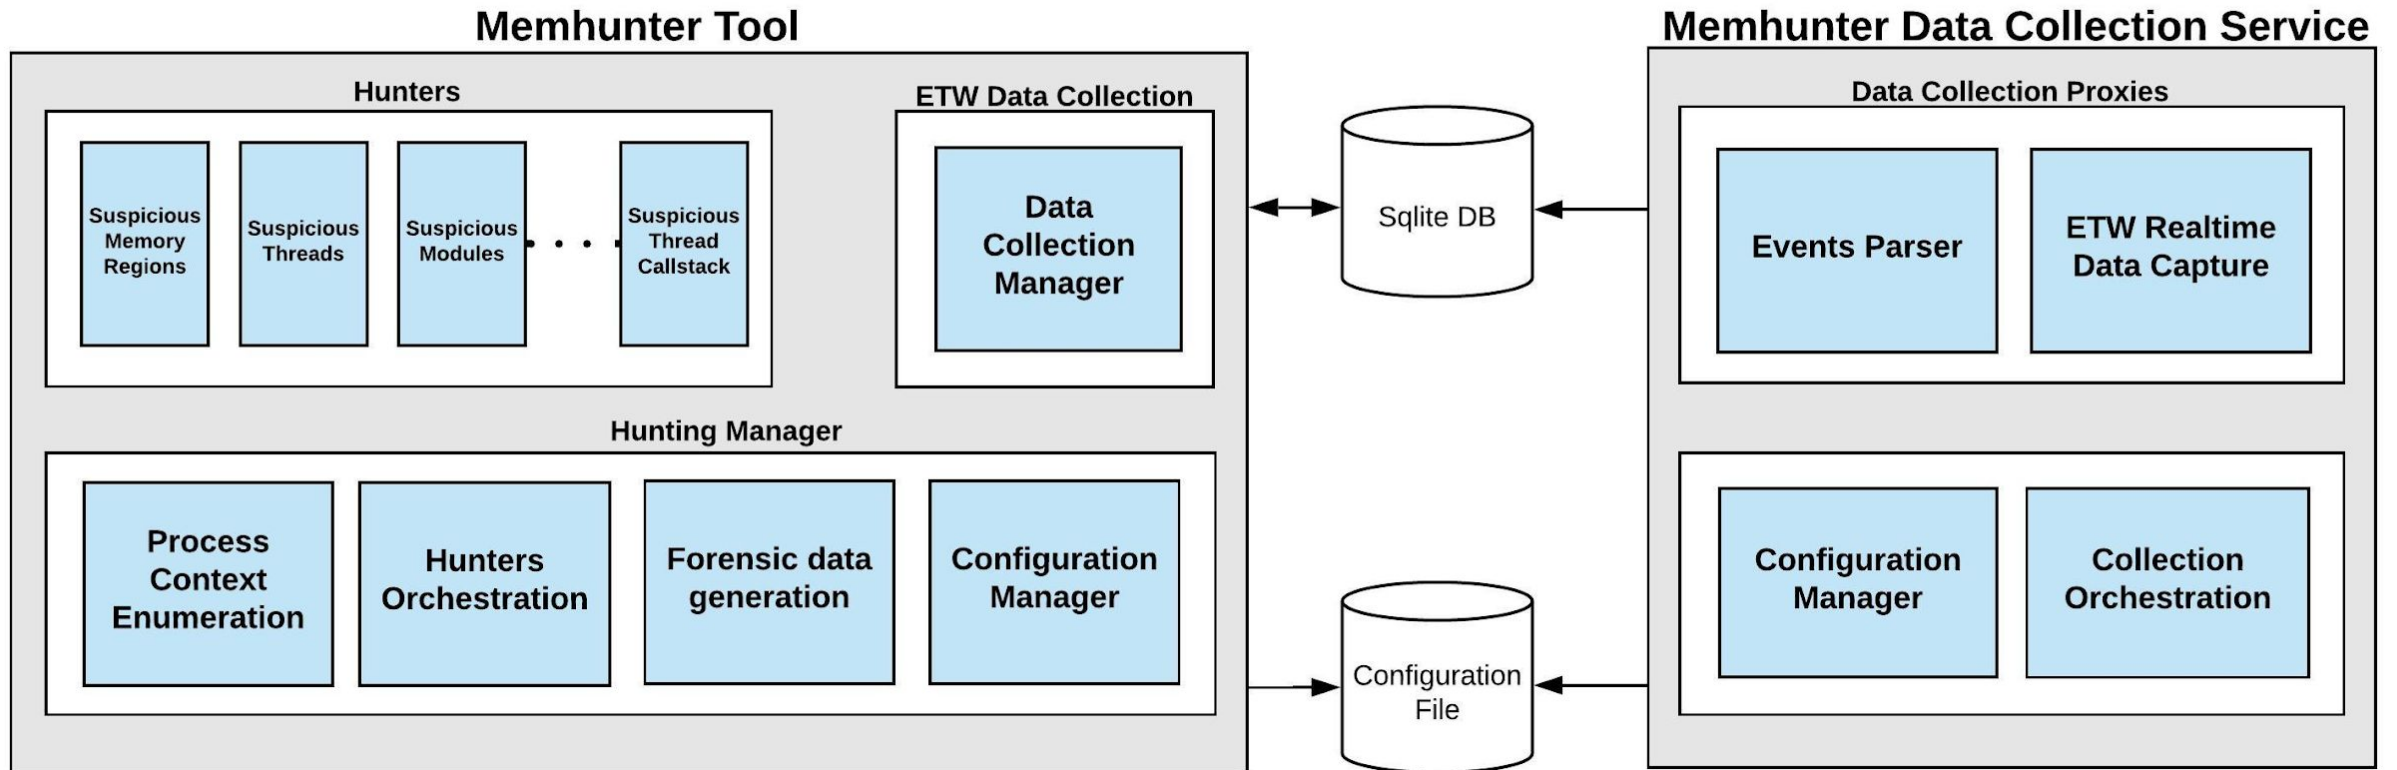 Memhunter Tool
Memhunter Data Collection Service
Hunters
ETW Data Collection
Data Collection Proxies
Suspicious
Memory
Regions
Suspicious
Threads
Suspicious
Modules
Suspicious
Thread
Callstack
Data
Collection
Manager
Sqlite DB
Events Parser
ETW Realtime
Data Capture
Hunting Manager
Process
Context
Enumeration
Hunters
Orchestration
Forensic data
generation
Configuration
Manager
Configuration
File
Configuration
Manager
Collection
Orchestration